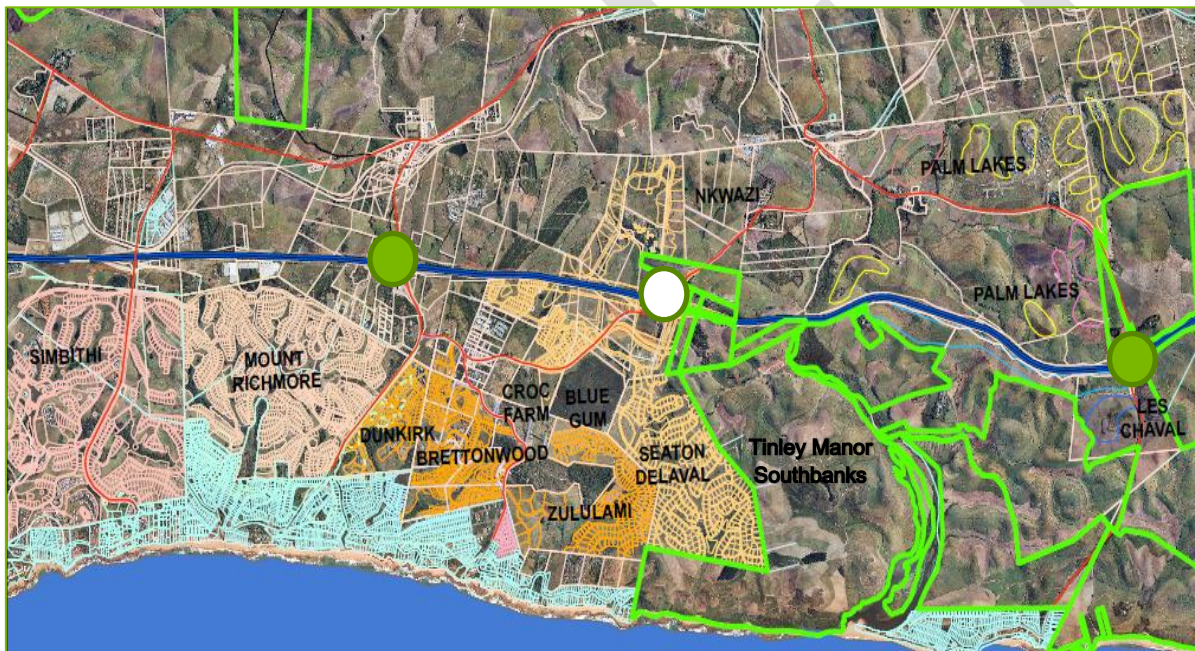 PALM LAKES
NKWAZI
PALM LAKES
SIMBITHI
MOUNT
RICHMORE
CROC
FARM
BLUE
GUM
LES
CHAVAL
DUNKIRK
BRETTONWOOD
SEATON
DELAVAL
Tinley Manor
Southbanks
ZULULAMI